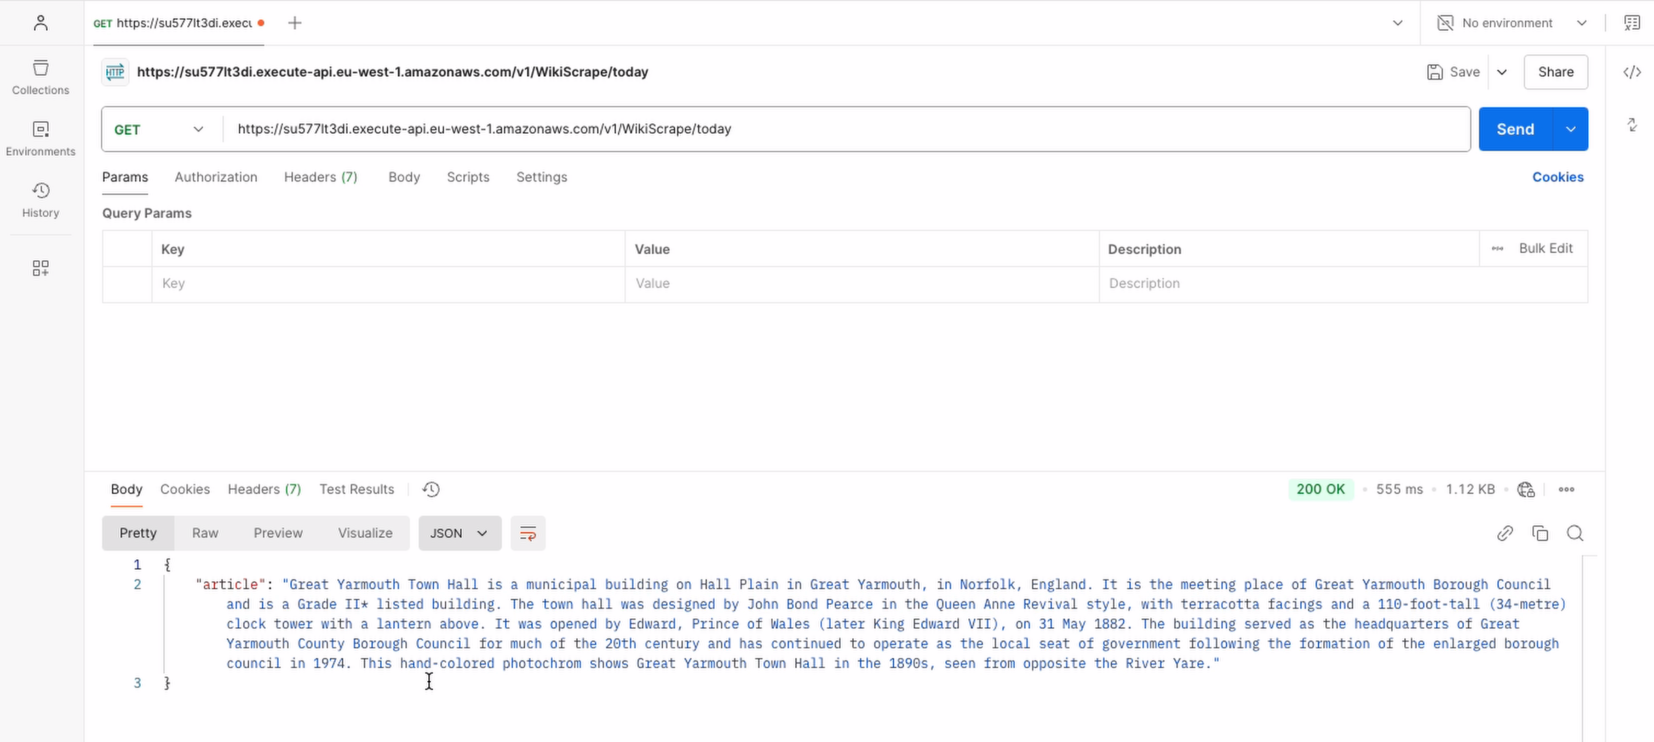 GET https://su577lt3di.execu
No environment
Collections
Environments
History
HTTP https://su577lt3di.execute-api.eu-west-1.amazonaws.com/v1/WikiScrape/today
Save
Share
GET https://su577lt3di.execute-api.eu-west-1.amazonaws.com/v1/WikiScrape/today
Send
Params Authorization Headers (7) Body Scripts Settings
Cookies
Query Params
Key Value Description Bulk Edit
Key Value Description
Body Cookies Headers (7) Test Results
200 OK • 555 ms • 1.12 KB
Pretty Raw Preview Visualize JSON
1 {
2 "article": "Great Yarmouth Town Hall is a municipal building on Hall Plain in Great Yarmouth, in Norfolk, England. It is the meeting place of Great Yarmouth Borough Council
and is a Grade II* listed building. The town hall was designed by John Bond Pearce in the Queen Anne Revival style, with terracotta facings and a 110-foot-tall (34-metre)
clock tower with a lantern above. It was opened by Edward, Prince of Wales (later King Edward VII), on 31 May 1882. The building served as the headquarters of Great
Yarmouth County Borough Council for much of the 20th century and has continued to operate as the local seat of government following the formation of the enlarged borough
council in 1974. This hand-colored photochrom shows Great Yarmouth Town Hall in the 1890s, seen from opposite the River Yare."
3 }